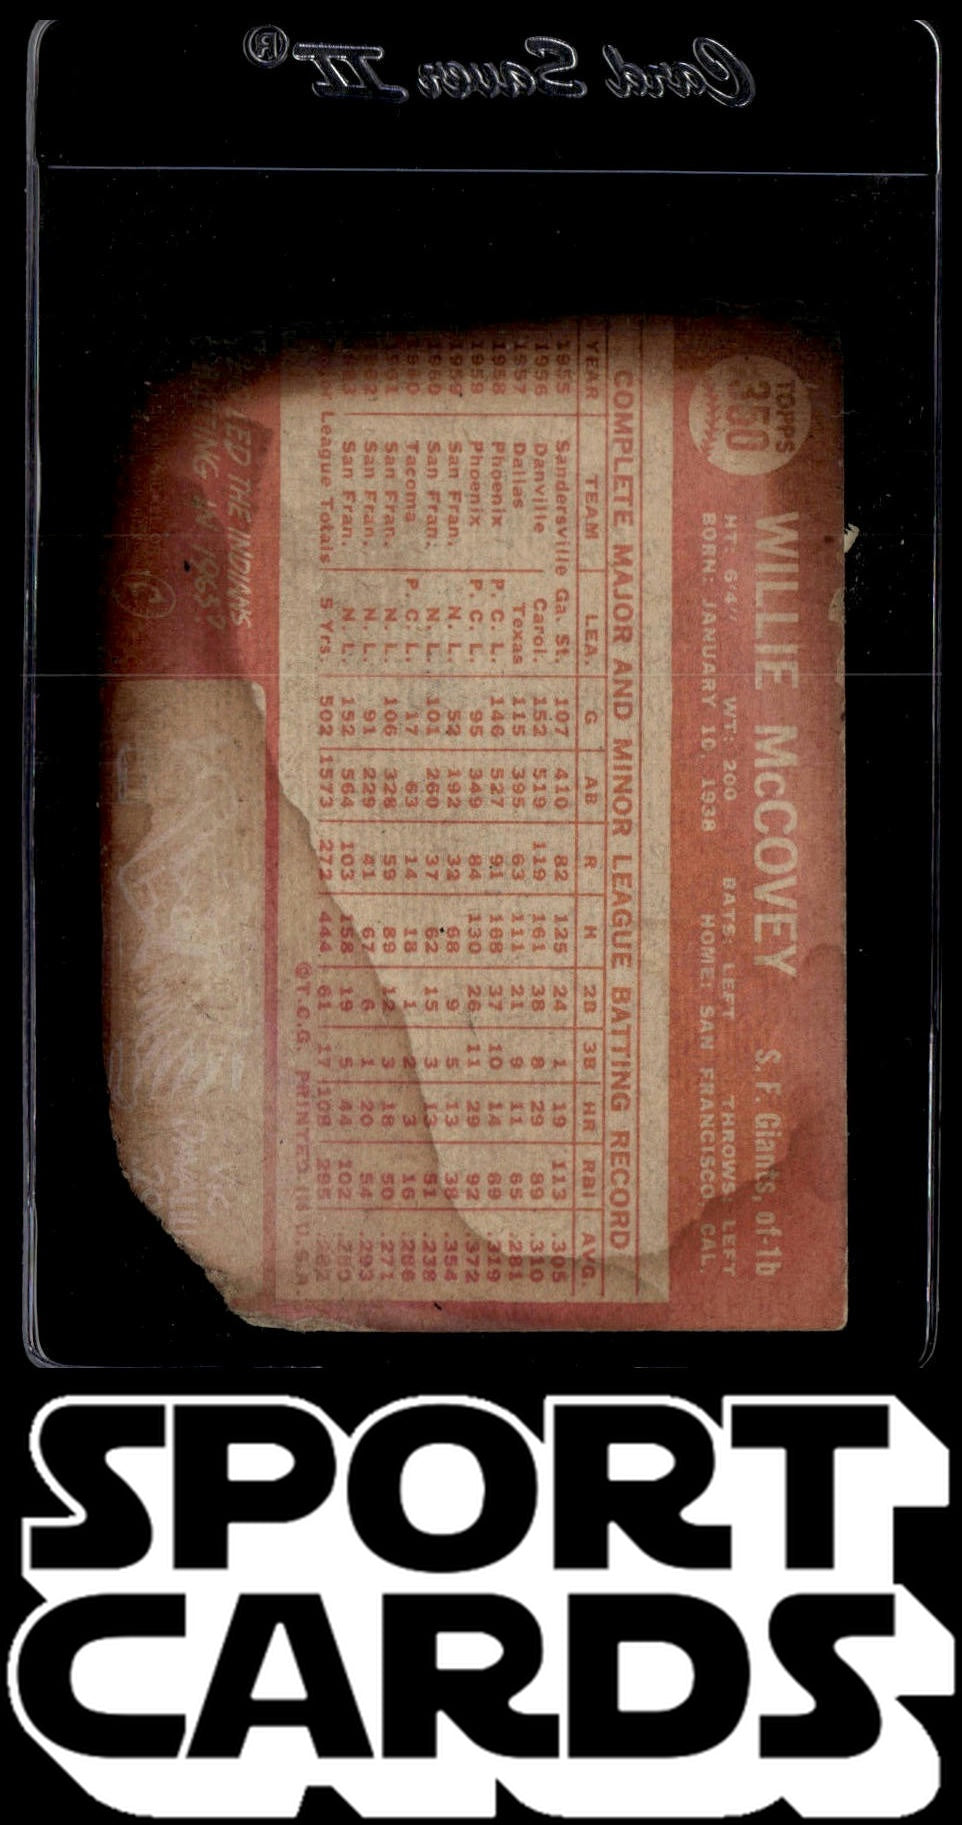 Card Saver II®
TOPPS
350
WILLIE McCOVEY S. F. Giants, of-1b
HT: 6'4" WT: 200 BATS: LEFT THROWS LEFT
BORN: JANUARY 10, 1938 HOME: SAN FRANCISCO, CAL.
COMPLETE MAJOR AND MINOR LEAGUE BATTING RECORD
YEAR TEAM LEA. G AB R H 2B 3B HR RBI AVG.
1955 Sandersville Ga. St. 107 410 82 125 24 1 19 113 .305
1956 Danville Carol. 152 519 119 161 38 8 29 89 .310
1957 Dallas Texas 115 395 63 111 21 9 11 65 .281
1958 Phoenix P. C. L. 146 527 91 168 37 10 14 89 .319
1959 Phoenix P. C. L. 95 349 84 130 26 11 29 92 .372
1959 San Fran. N. L. 52 192 32 68 9 5 13 38 .354
1960 San Fran. N. L. 101 260 37 62 15 3 13 51 .238
1960 Tacoma P. C. L. 17 63 14 18 1 2 3 16 .286
San Fran. N. L. 106 328 59 89 12 3 18 50 .271
San Fran. N. L. 91 229 41 67 6 1 20 54 .293
San Fran. N. L. 152 564 103 158 19 5 44 102 .280
League Totals 5 Yrs. 502 1573 272 444 61 17 108 295 .282
©T.C.G. PRINTED IN U.S.A.
LED THE INDIANS
IN 1963?
SPORT
CARDS